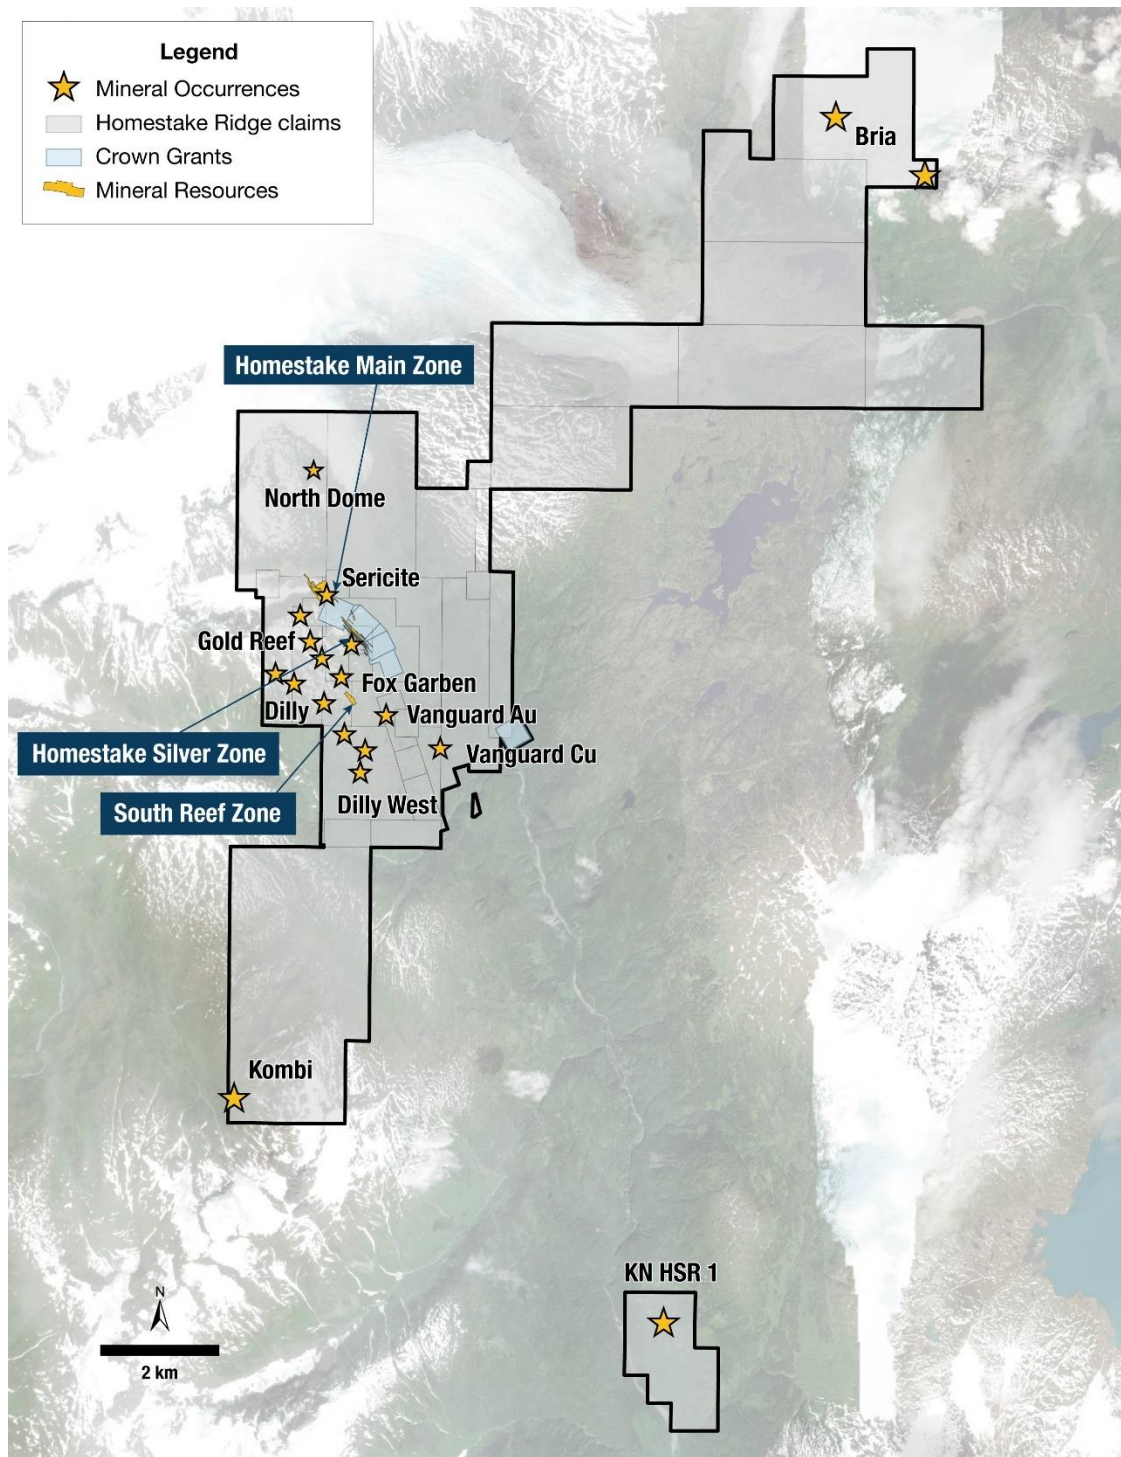 Legend
Mineral Occurrences
Homestake Ridge claims
Crown Grants
Mineral Resources
Bria
Homestake Main Zone
North Dome
Sericite
Gold Reef
Fox Garben
Dilly
Vanguard Au
Homestake Silver Zone
Vanguard Cu
South Reef Zone
Dilly West
Kombi
KN HSR 1
N
2 km